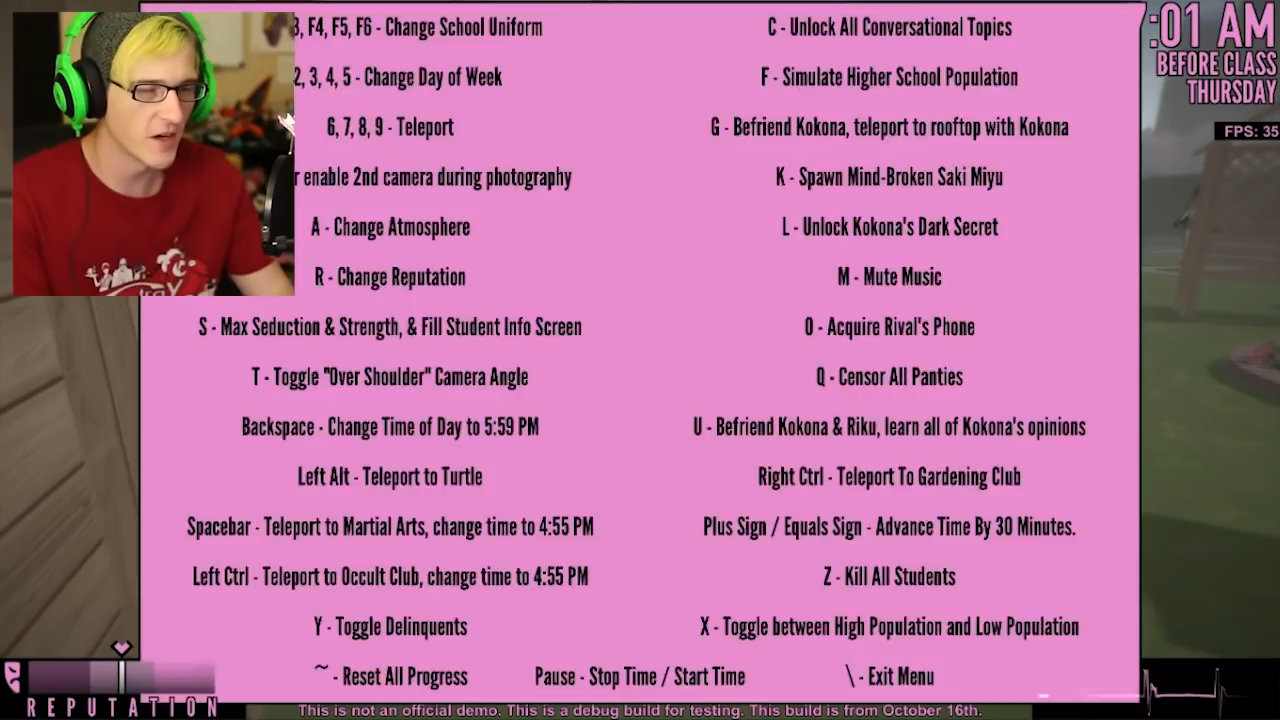 3, F4, F5, F6 - Change School Uniform
2, 3, 4, 5 - Change Day of Week
6, 7, 8, 9 - Teleport
r enable 2nd camera during photography
A - Change Atmosphere
R - Change Reputation
S - Max Seduction & Strength, & Fill Student Info Screen
T - Toggle "Over Shoulder" Camera Angle
Backspace - Change Time of Day to 5:59 PM
Left Alt - Teleport to Turtle
Spacebar - Teleport to Martial Arts, change time to 4:55 PM
Left Ctrl - Teleport to Occult Club, change time to 4:55 PM
Y - Toggle Delinquents
~ - Reset All Progress
Pause - Stop Time / Start Time
\ - Exit Menu
C - Unlock All Conversational Topics
F - Simulate Higher School Population
G - Befriend Kokona, teleport to rooftop with Kokona
K - Spawn Mind-Broken Saki Miyu
L - Unlock Kokona's Dark Secret
M - Mute Music
O - Acquire Rival's Phone
Q - Censor All Panties
U - Befriend Kokona & Riku, learn all of Kokona's opinions
Right Ctrl - Teleport To Gardening Club
Plus Sign / Equals Sign - Advance Time By 30 Minutes.
Z - Kill All Students
X - Toggle between High Population and Low Population
:01 AM
BEFORE CLASS
THURSDAY
FPS: 35
REPUTATION
This is not an official demo. This is a debug build for testing. This build is from October 16th.